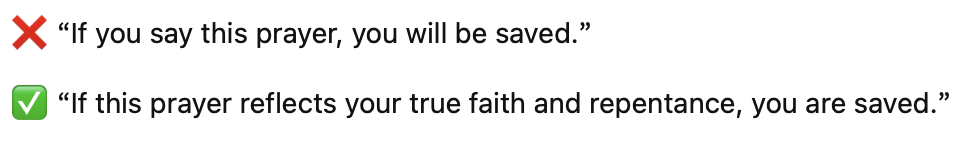 ❌ “If you say this prayer, you will be saved.”
✅ “If this prayer reflects your true faith and repentance, you are saved.”